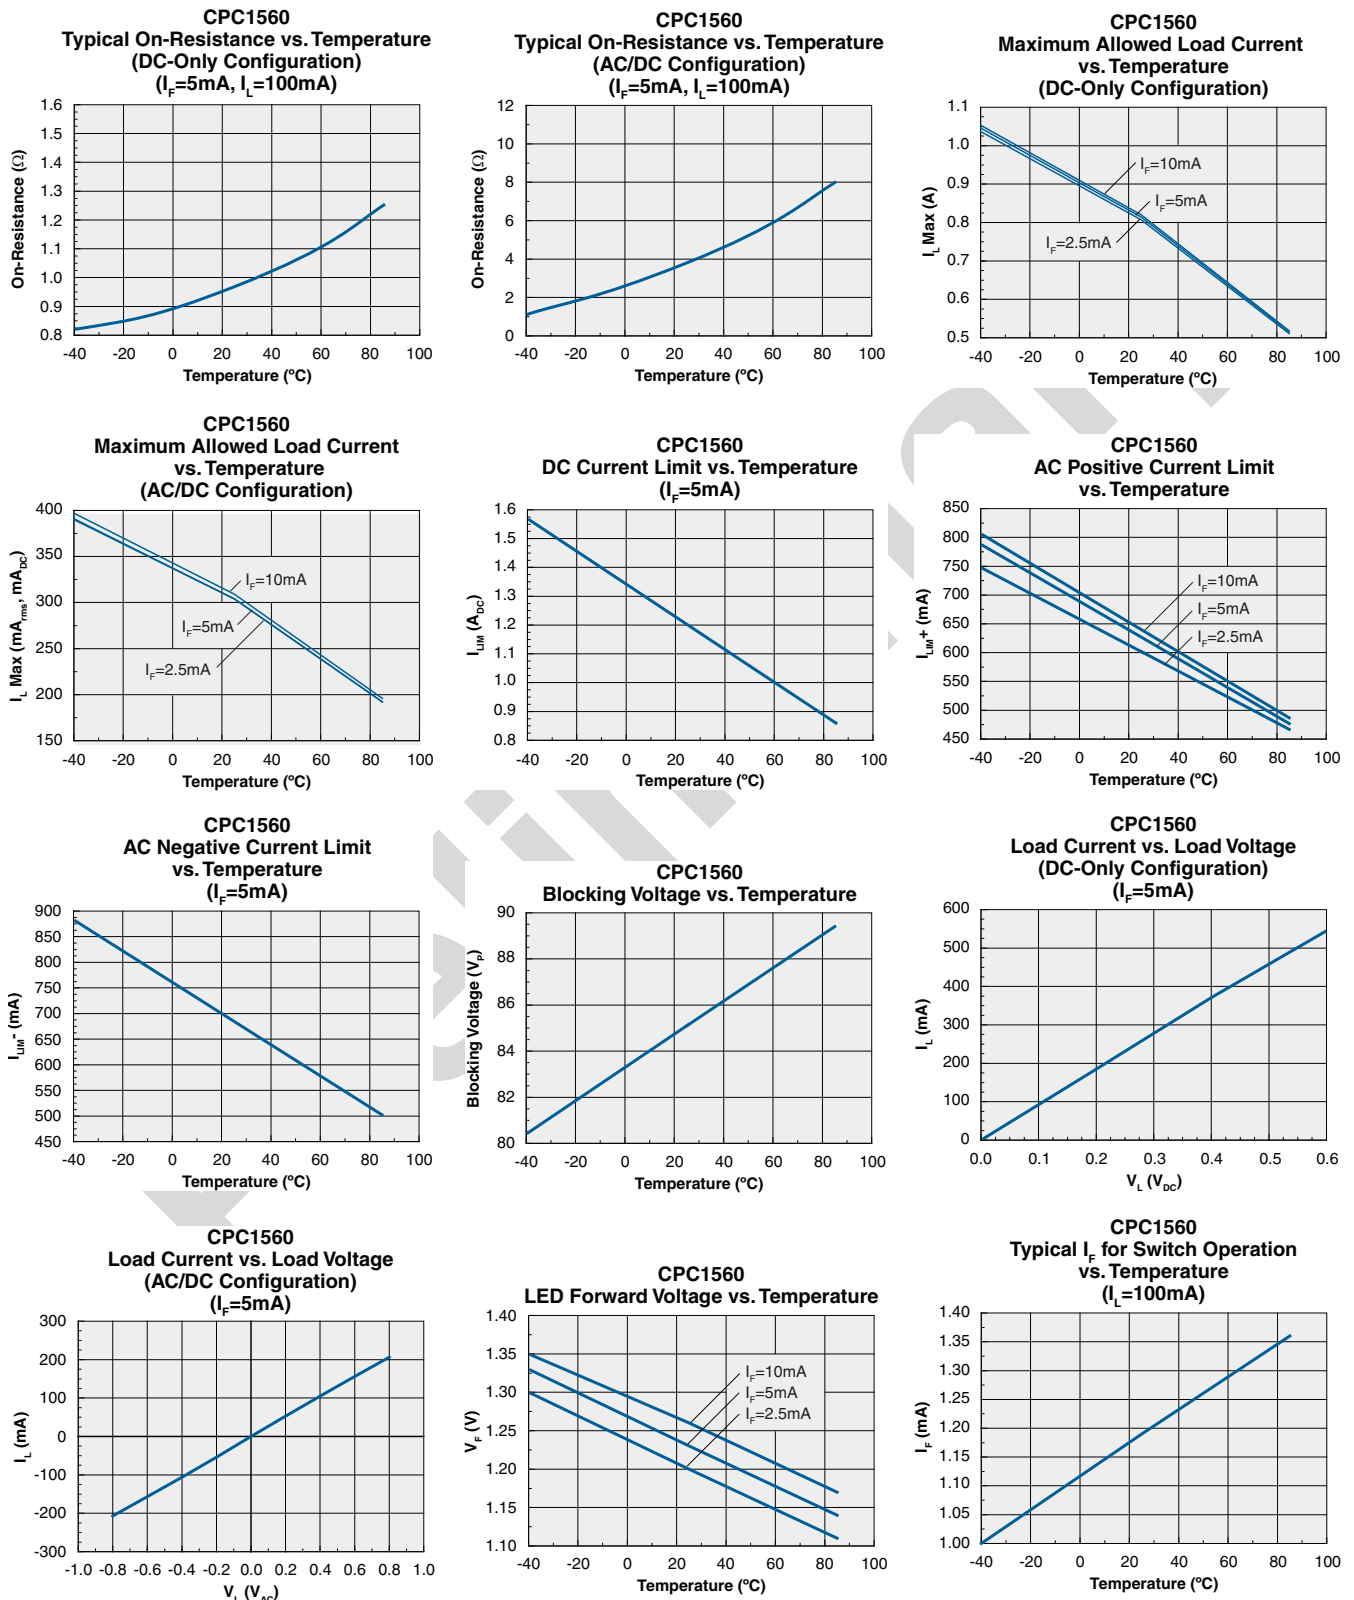 CPC1560
Typical On-Resistance vs. Temperature
(DC-Only Configuration)
(IF=5mA, IL=100mA)
On-Resistance (Ω)
1.6
1.5
1.4
1.3
1.2
1.1
1.0
0.9
0.8
-40 -20 0 20 40 60 80 100
Temperature (ºC)
CPC1560
Typical On-Resistance vs. Temperature
(AC/DC Configuration)
(IF=5mA, IL=100mA)
On-Resistance (Ω)
12
10
8
6
4
2
0
-40 -20 0 20 40 60 80 100
Temperature (ºC)
CPC1560
Maximum Allowed Load Current
vs. Temperature
(DC-Only Configuration)
IL Max (A)
1.1
1.0
0.9
0.8
0.7
0.6
0.5
IF=10mA
IF=5mA
IF=2.5mA
-40 -20 0 20 40 60 80 100
Temperature (ºC)
CPC1560
Maximum Allowed Load Current
vs. Temperature
(AC/DC Configuration)
IL Max (mArms, mADC)
400
350
300
250
200
150
IF=10mA
IF=5mA
IF=2.5mA
-40 -20 0 20 40 60 80 100
Temperature (ºC)
CPC1560
DC Current Limit vs. Temperature
(IF=5mA)
ILIM (ADC)
1.6
1.5
1.4
1.3
1.2
1.1
1.0
0.9
0.8
-40 -20 0 20 40 60 80 100
Temperature (ºC)
CPC1560
AC Positive Current Limit
vs. Temperature
ILIM+ (mA)
850
800
750
700
650
600
550
500
450
IF=10mA
IF=5mA
IF=2.5mA
-40 -20 0 20 40 60 80 100
Temperature (ºC)
CPC1560
AC Negative Current Limit
vs. Temperature
(IF=5mA)
ILIM- (mA)
900
850
800
750
700
650
600
550
500
450
-40 -20 0 20 40 60 80 100
Temperature (ºC)
CPC1560
Blocking Voltage vs. Temperature
Blocking Voltage (VP)
90
88
86
84
82
80
-40 -20 0 20 40 60 80 100
Temperature (ºC)
CPC1560
Load Current vs. Load Voltage
(DC-Only Configuration)
(IF=5mA)
IL (mA)
600
500
400
300
200
100
0
0.0 0.1 0.2 0.3 0.4 0.5 0.6
VL (VDC)
CPC1560
Load Current vs. Load Voltage
(AC/DC Configuration)
(IF=5mA)
IL (mA)
300
200
100
0
-100
-200
-300
-1.0 -0.8 -0.6 -0.4 -0.2 0.0 0.2 0.4 0.6 0.8 1.0
VL (VAC)
CPC1560
LED Forward Voltage vs. Temperature
VF (V)
1.40
1.35
1.30
1.25
1.20
1.15
1.10
IF=10mA
IF=5mA
IF=2.5mA
-40 -20 0 20 40 60 80 100
Temperature (ºC)
CPC1560
Typical IF for Switch Operation
vs. Temperature
(IL=100mA)
IF (mA)
1.40
1.35
1.30
1.25
1.20
1.10
1.05
1.00
-40 -20 0 20 40 60 80 100
Temperature (ºC)